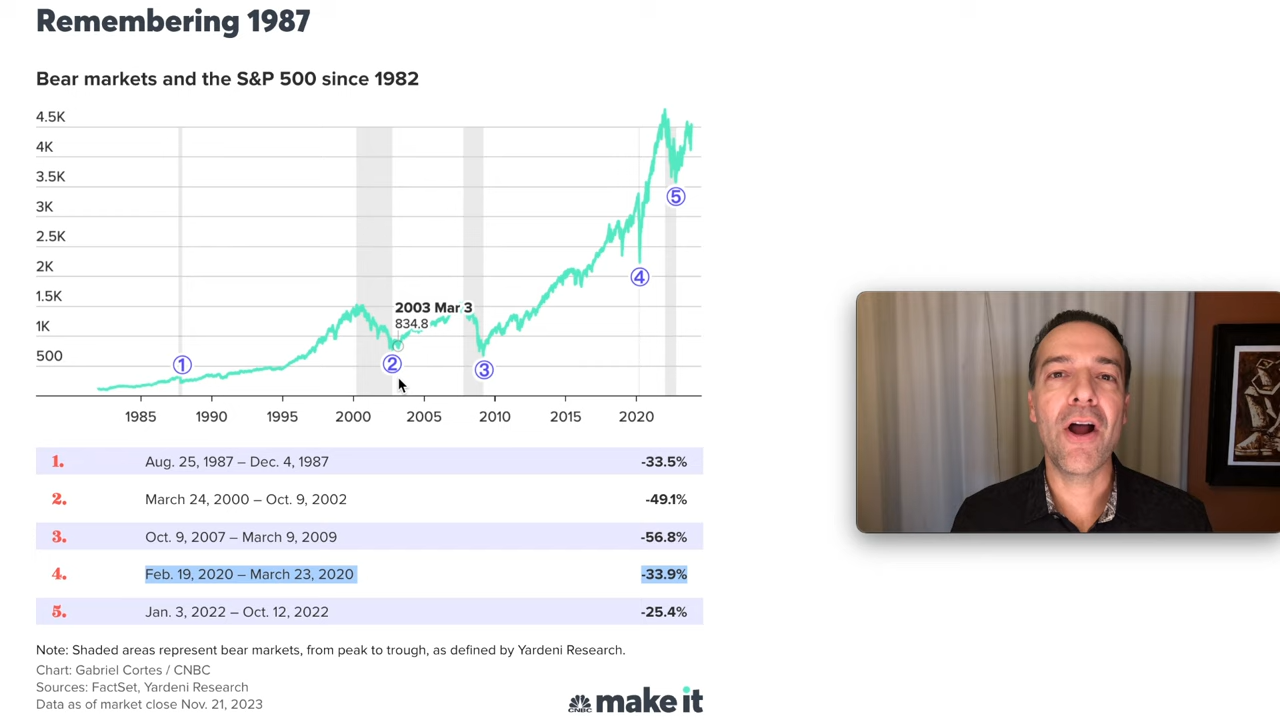 Remembering 1987
Bear markets and the S&P 500 since 1982
4.5K
4K
3.5K
3K
2.5K
2K
1.5K
1K
500
2003 Mar 3
834.8
①
②
③
④
⑤
1985 1990 1995 2000 2005 2010 2015 2020
1. Aug. 25, 1987 – Dec. 4, 1987 -33.5%
2. March 24, 2000 – Oct. 9, 2002 -49.1%
3. Oct. 9, 2007 – March 9, 2009 -56.8%
4. Feb. 19, 2020 – March 23, 2020 -33.9%
5. Jan. 3, 2022 – Oct. 12, 2022 -25.4%
Note: Shaded areas represent bear markets, from peak to trough, as defined by Yardeni Research.
Chart: Gabriel Cortes / CNBC
Sources: FactSet, Yardeni Research
Data as of market close Nov. 21, 2023
CNBC make it